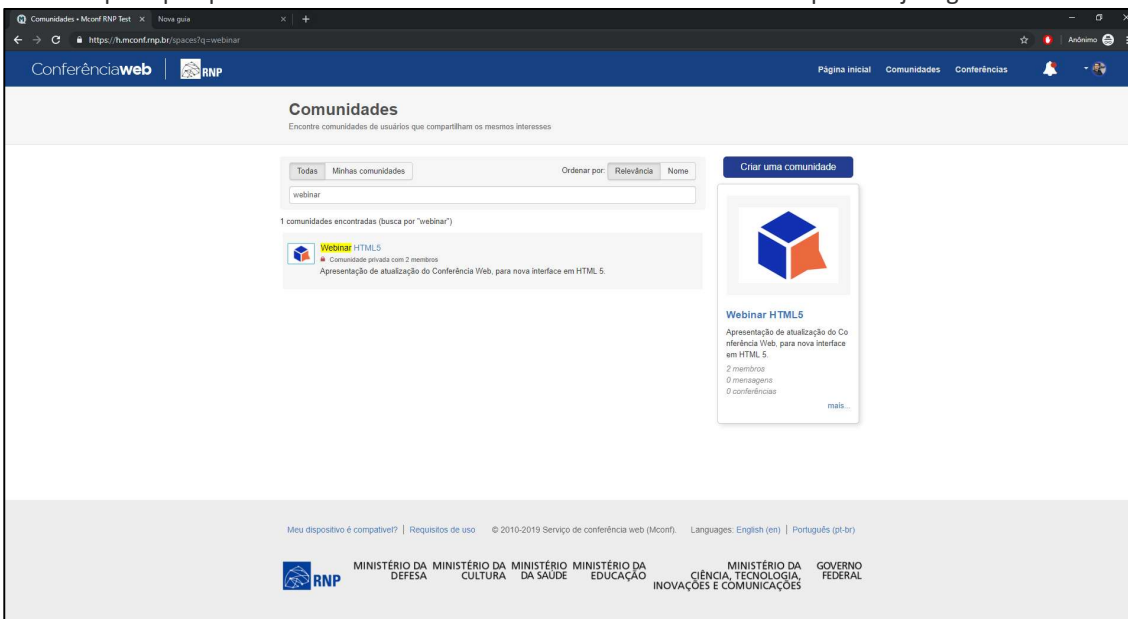 Comunidades • Mconf RNP Test
Nova guia
https://h.mconf.rnp.br/spaces?q=webinar
Anônimo
Conferênciaweb
RNP
Página inicial
Comunidades
Conferências
Comunidades
Encontre comunidades de usuários que compartilham os mesmos interesses
Todas
Minhas comunidades
Ordenar por:
Relevância
Nome
Criar uma comunidade
webinar
1 comunidades encontradas (busca por "webinar")
Webinar HTML5
Comunidade privada com 2 membros
Apresentação de atualização do Conferência Web, para nova interface em HTML 5.
Webinar HTML5
Apresentação de atualização do Co
nferência Web, para nova interface
em HTML 5.
2 membros
0 mensagens
0 conferências
mais...
Meu dispositivo é compatível? | Requisitos de uso © 2010-2019 Serviço de conferência web (Mconf). Languages: English (en) | Português (pt-br)
RNP
MINISTÉRIO DA
DEFESA
MINISTÉRIO DA
CULTURA
MINISTÉRIO
DA SAÚDE
MINISTÉRIO DA
EDUCAÇÃO
MINISTÉRIO DA
CIÊNCIA, TECNOLOGIA,
INOVAÇÕES E COMUNICAÇÕES
GOVERNO
FEDERAL